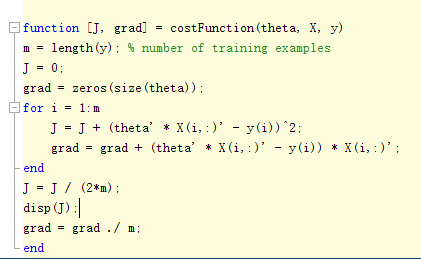 function [J, grad] = costFunction(theta, X, y)
m = length(y); % number of training examples
J = 0;
grad = zeros(size(theta));
for i = 1:m
    J = J + (theta' * X(i,:)' - y(i))^2;
    grad = grad + (theta' * X(i,:)' - y(i)) * X(i,:)';
end
J = J / (2*m);
disp(J);
grad = grad ./ m;
end